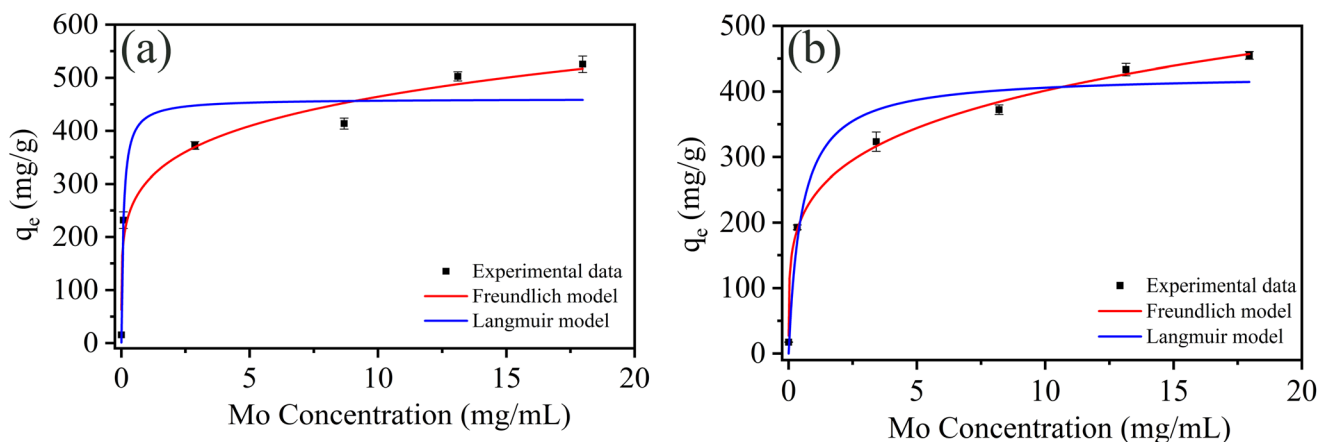 (a)
600
500
400
300
200
100
0
qe (mg/g)
Experimental data
Freundlich model
Langmuir model
0 5 10 15 20
Mo Concentration (mg/mL)
(b)
500
400
300
200
100
0
qe (mg/g)
Experimental data
Freundlich model
Langmuir model
0 5 10 15 20
Mo Concentration (mg/mL)